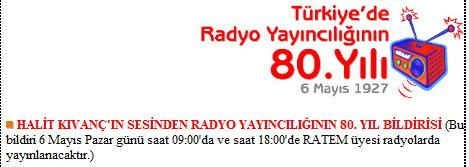 Türkiye'de
Radyo Yayıncılığının
80.Yılı
6 Mayıs 1927
HALİT KIVANÇ'IN SESİNDEN RADYO YAYINCILIĞININ 80. YIL BİLDİRİSİ (Bu
bildiri 6 Mayıs Pazar günü saat 09:00'da ve saat 18:00'de RATEM üyesi radyolarda
yayınlanacaktır.)